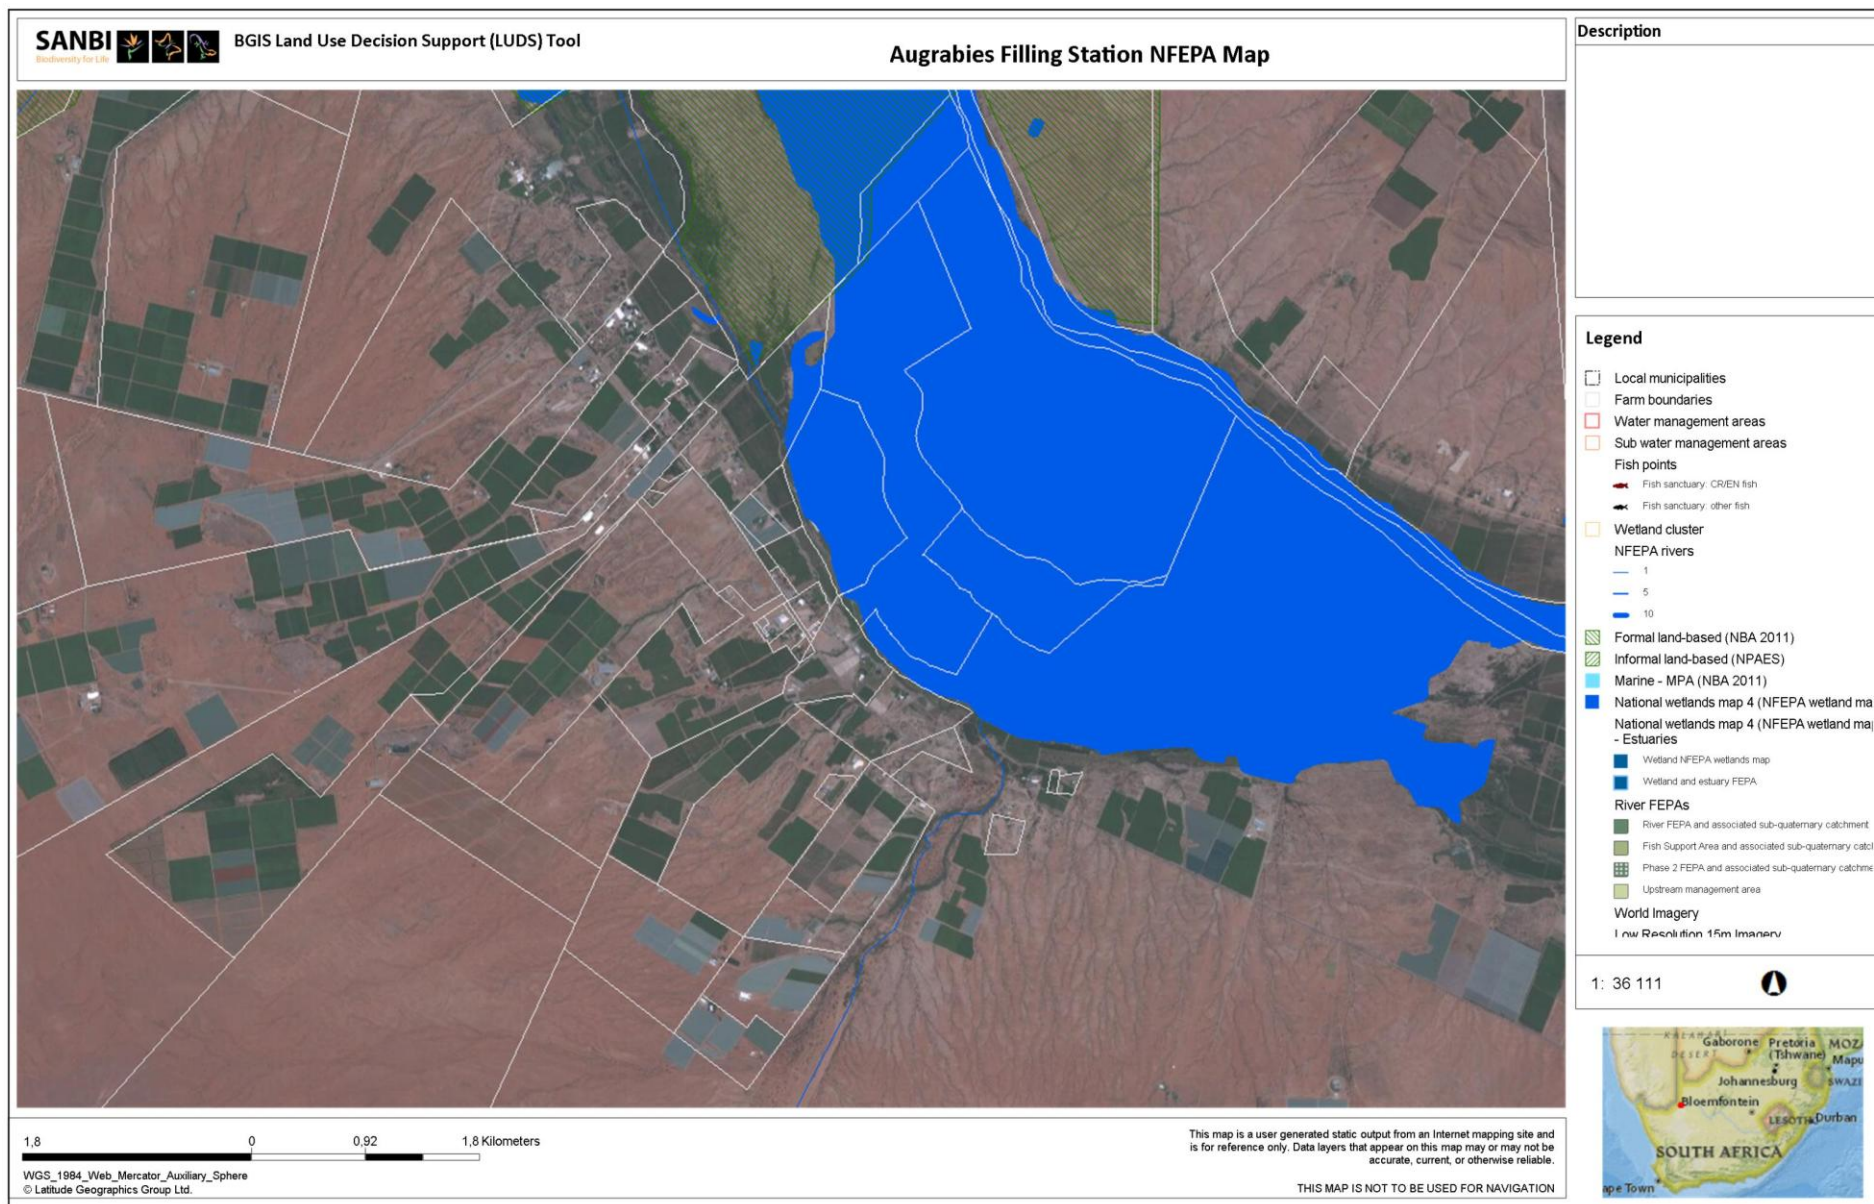 SANBI
Biodiversity for Life
BGIS Land Use Decision Support (LUDS) Tool
Augrabies Filling Station NFEPA Map
Description
Legend
Local municipalities
Farm boundaries
Water management areas
Sub water management areas
Fish points
Fish sanctuary: CR/EN fish
Fish sanctuary: other fish
Wetland cluster
NFEPA rivers
1
5
10
Formal land-based (NBA 2011)
Informal land-based (NPAES)
Marine - MPA (NBA 2011)
National wetlands map 4 (NFEPA wetland ma
National wetlands map 4 (NFEPA wetland map
- Estuaries
Wetland NFEPA wetlands map
Wetland and estuary FEPA
River FEPAs
River FEPA and associated sub-quaternary catchment
Fish Support Area and associated sub-quaternary catcl
Phase 2 FEPA and associated sub-quaternary catchme
Upstream management area
World Imagery
Low Resolution 15m Imagery
1: 36 111
KALAHARI
DESERT
Gaborone
Pretoria
(Tshwane)
MOZ
Mapu
Johannesburg
SWAZI
Bloemfontein
LESOTH
Durban
SOUTH AFRICA
ape Town
1,8 0 0,92 1,8 Kilometers
WGS_1984_Web_Mercator_Auxiliary_Sphere
© Latitude Geographics Group Ltd.
This map is a user generated static output from an Internet mapping site and
is for reference only. Data layers that appear on this map may or may not be
accurate, current, or otherwise reliable.
THIS MAP IS NOT TO BE USED FOR NAVIGATION